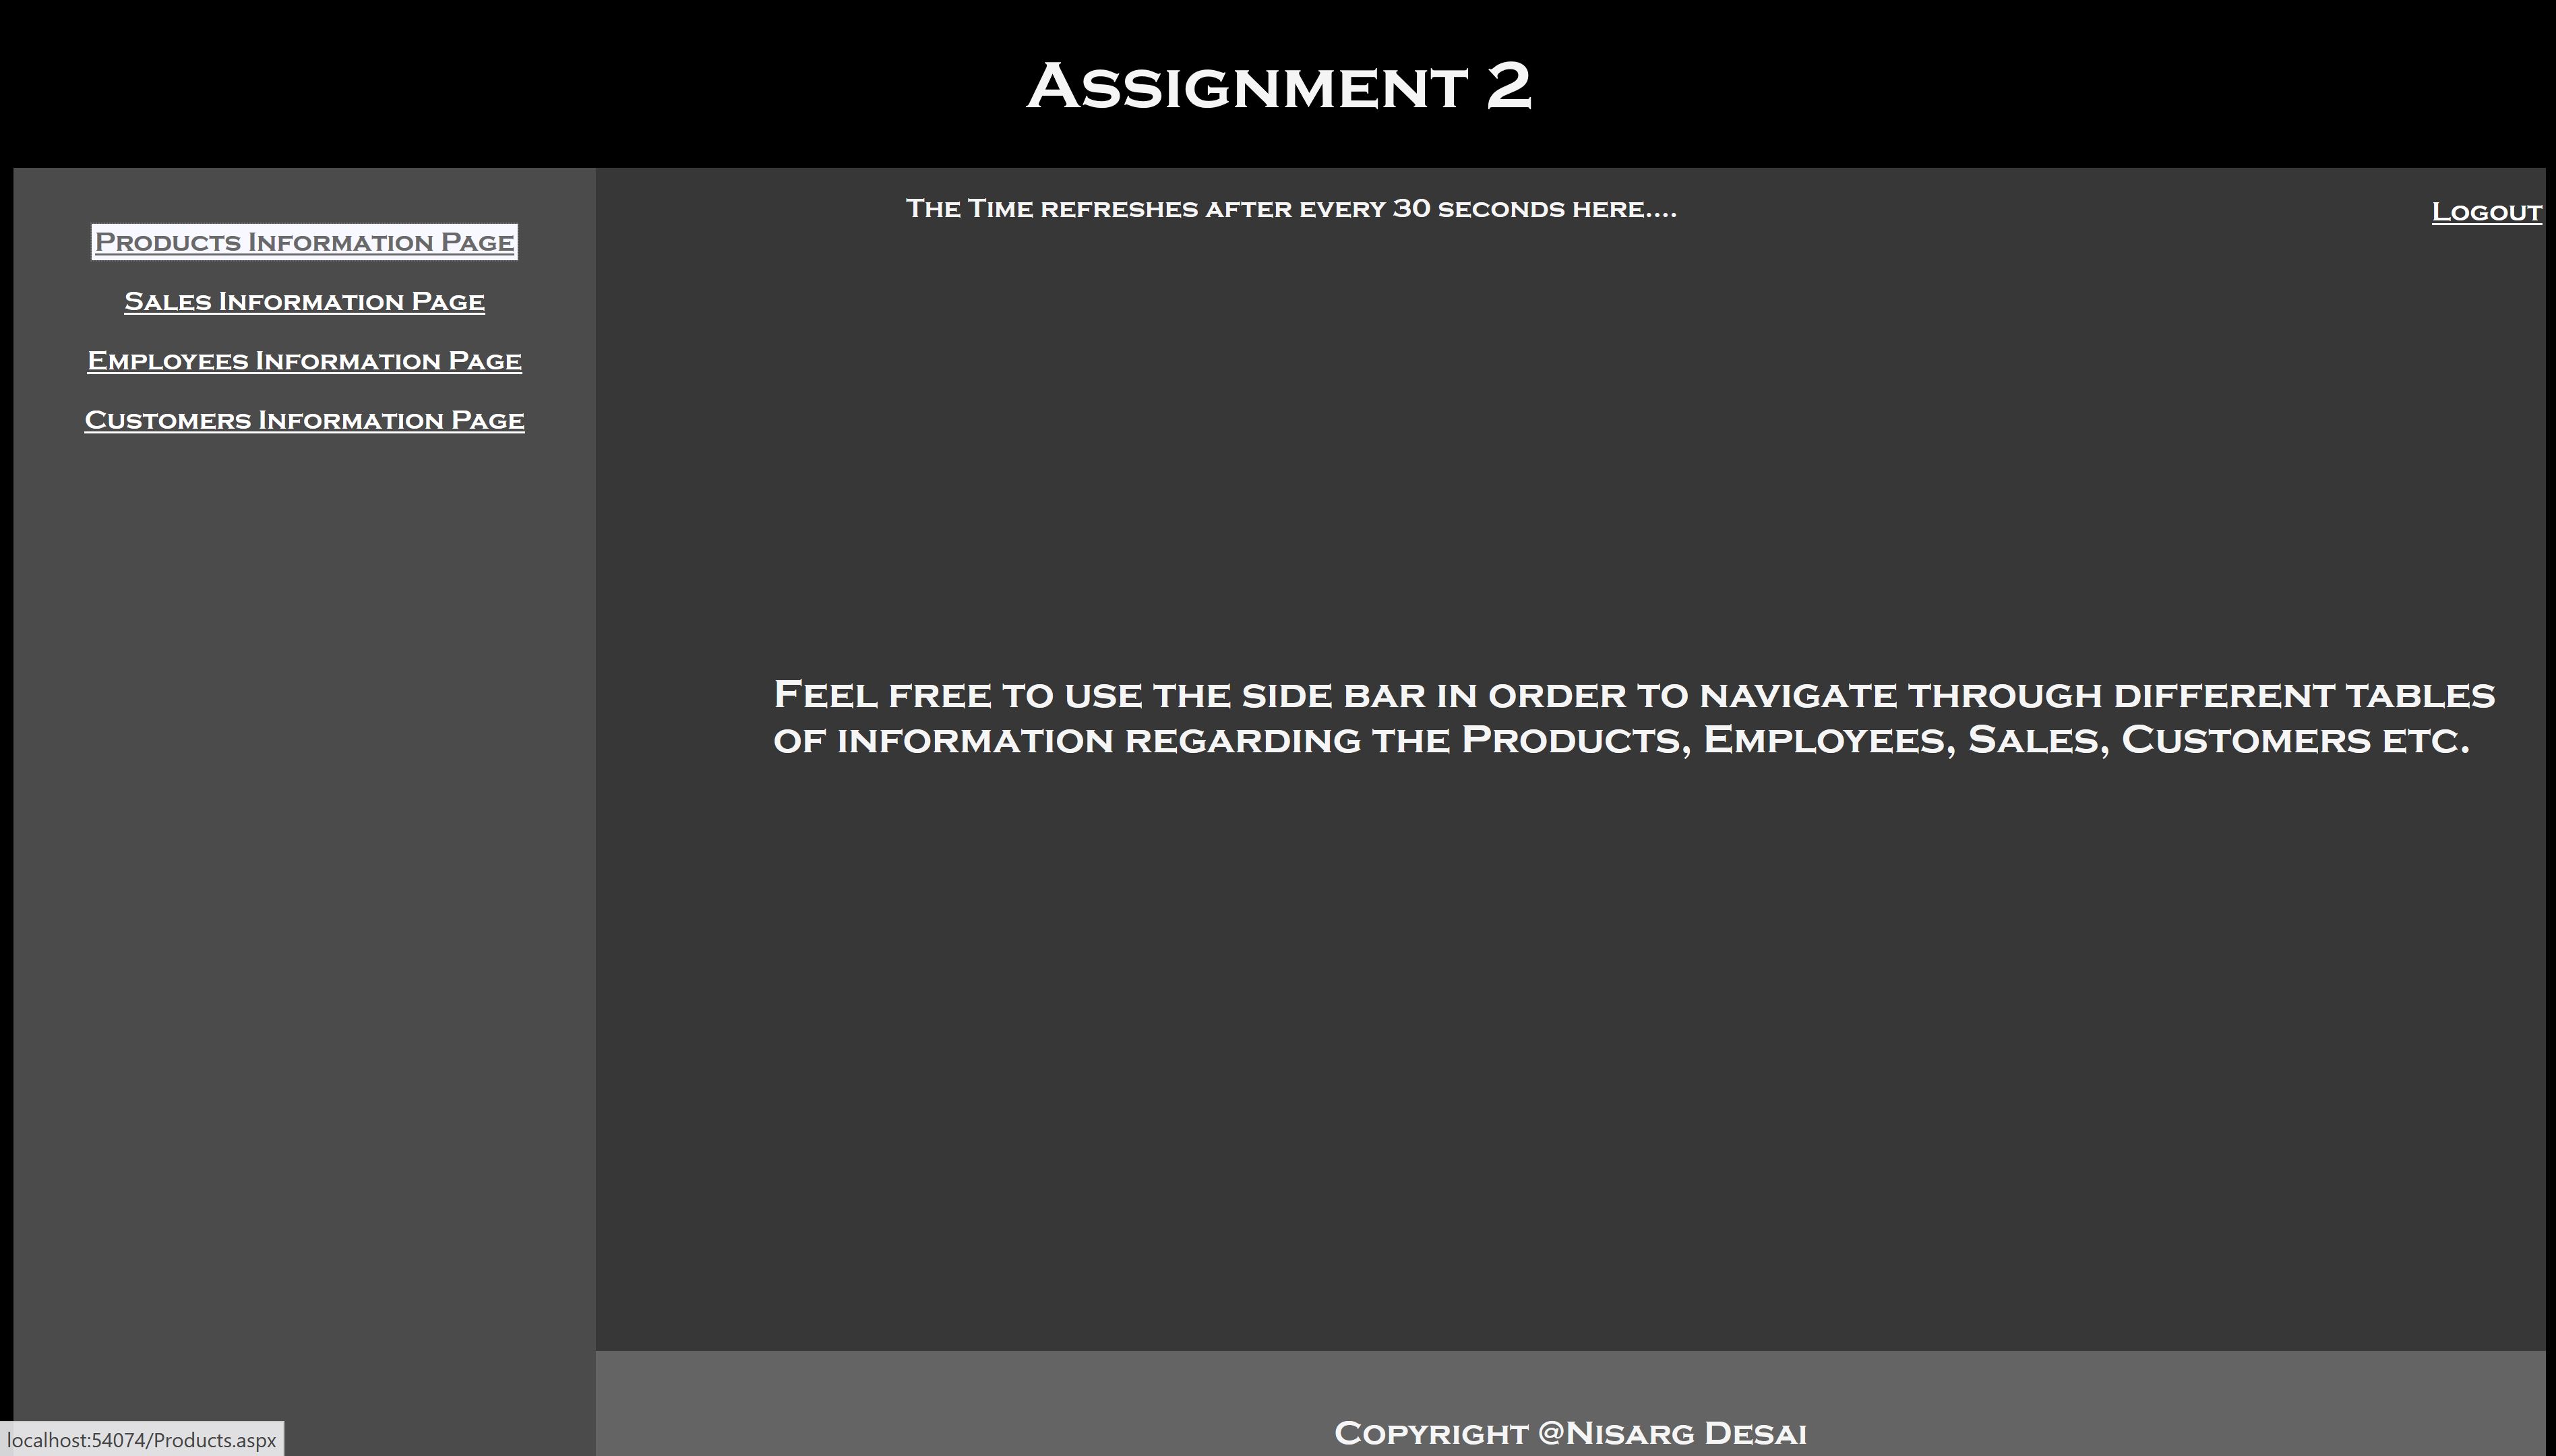 Assignment 2
Products Information Page
Sales Information Page
Employees Information Page
Customers Information Page
The Time refreshes after every 30 seconds here....
Logout
Feel free to use the side bar in order to navigate through different tables
of information regarding the Products, Employees, Sales, Customers etc.
Copyright @Nisarg Desai
localhost:54074/Products.aspx